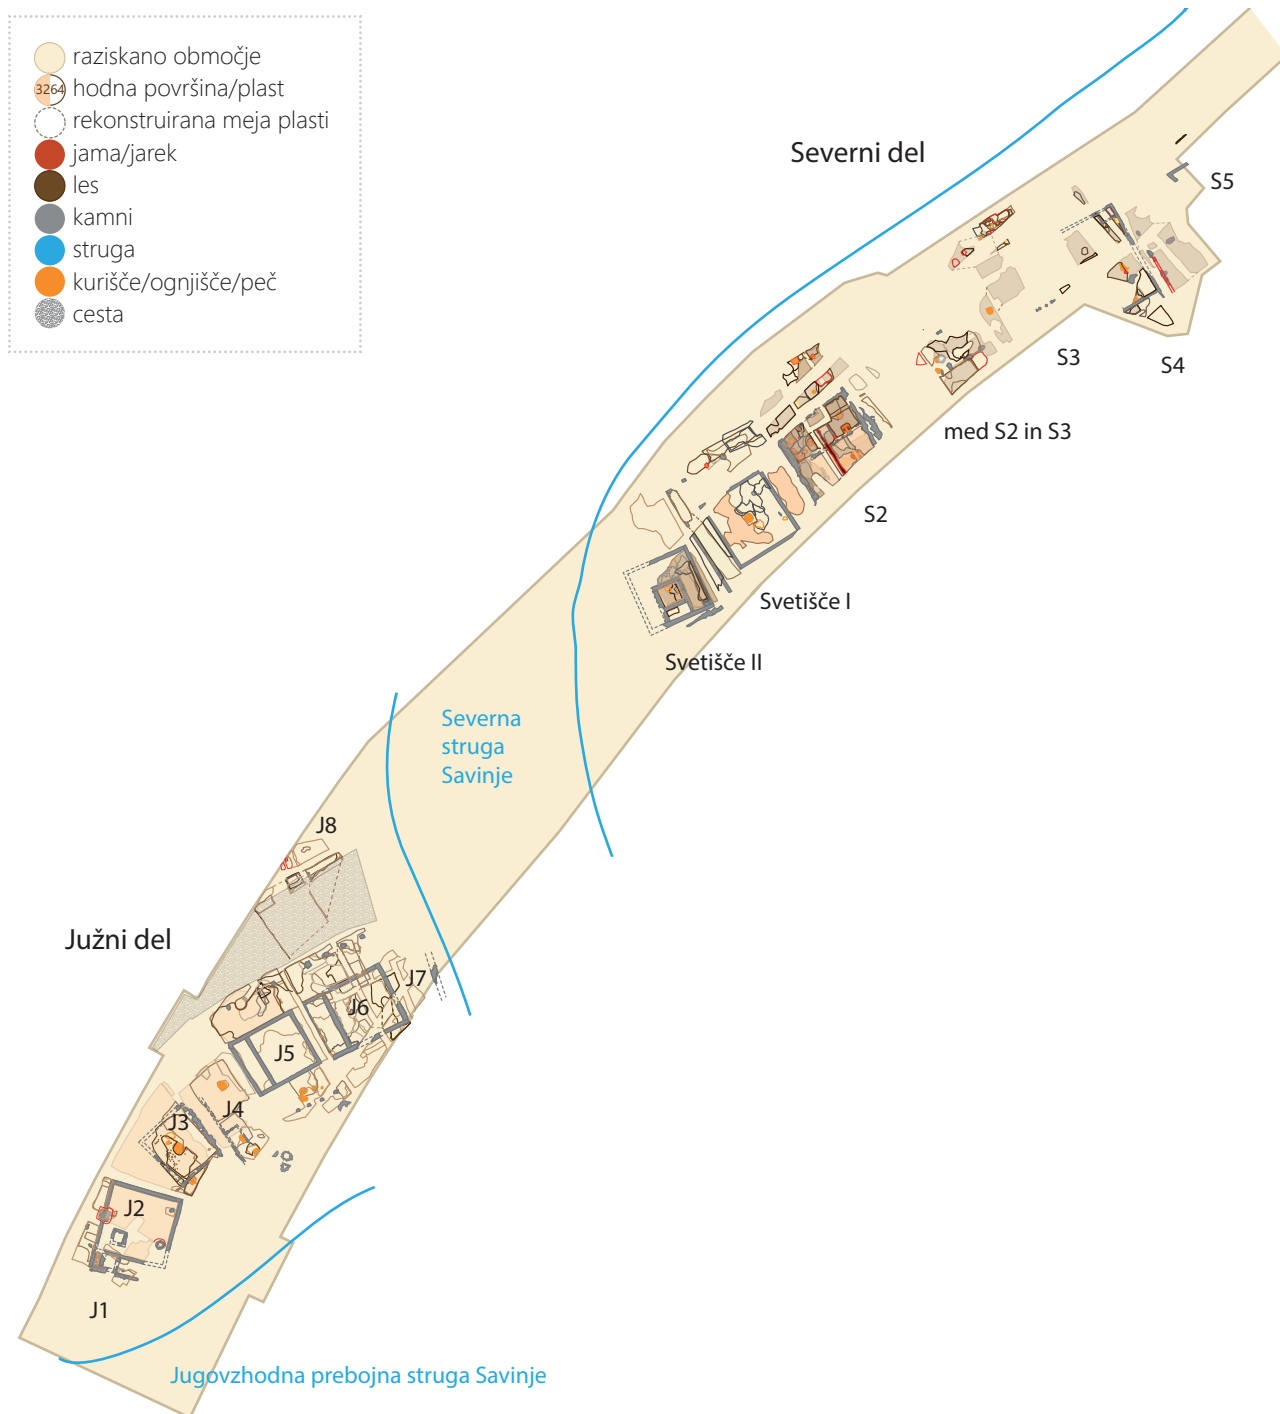 raziskano območje
3264 hodna površina/plast
rekonstruirana meja plasti
jama/jarek
les
kamni
struga
kurišče/ognjišče/peč
cesta
Severni del
S5
S3
S4
med S2 in S3
S2
Svetišče I
Svetišče II
Severna
struga
Savinje
J8
Južni del
J7
J6
J5
J4
J3
J2
J1
Jugovzhodna prebojna struga Savinje